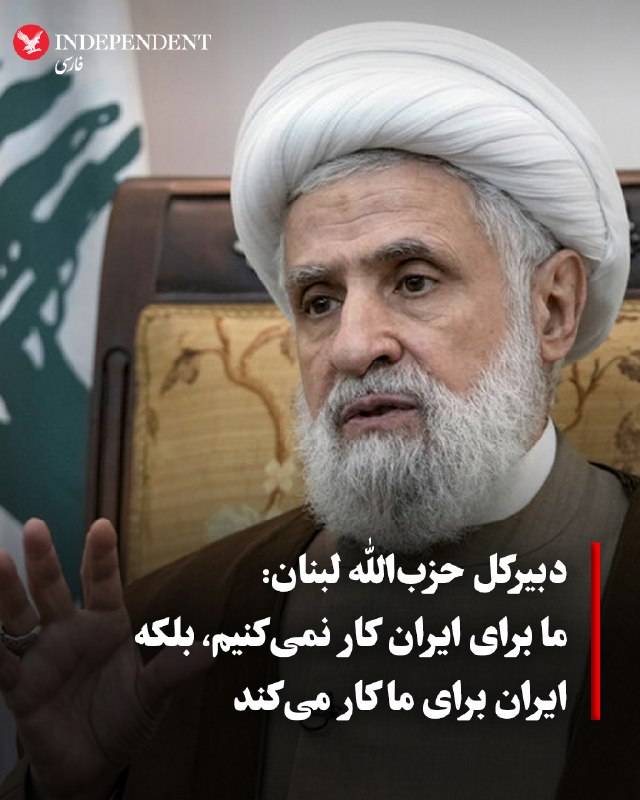 INDEPENDENT
فارسی
دبیرکل حزب‌الله لبنان:
ما برای ایران کار نمی‌کنیم، بلکه
ایران برای ما کار می‌کند